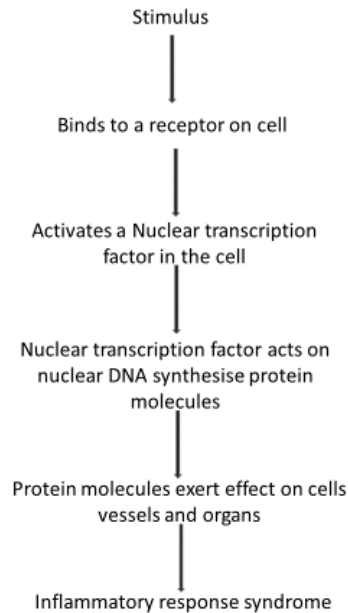 Stimulus
Binds to a receptor on cell
Activates a Nuclear transcription
factor in the cell
Nuclear transcription factor acts on
nuclear DNA synthesise protein
molecules
Protein molecules exert effect on cells
vessels and organs
Inflammatory response syndrome